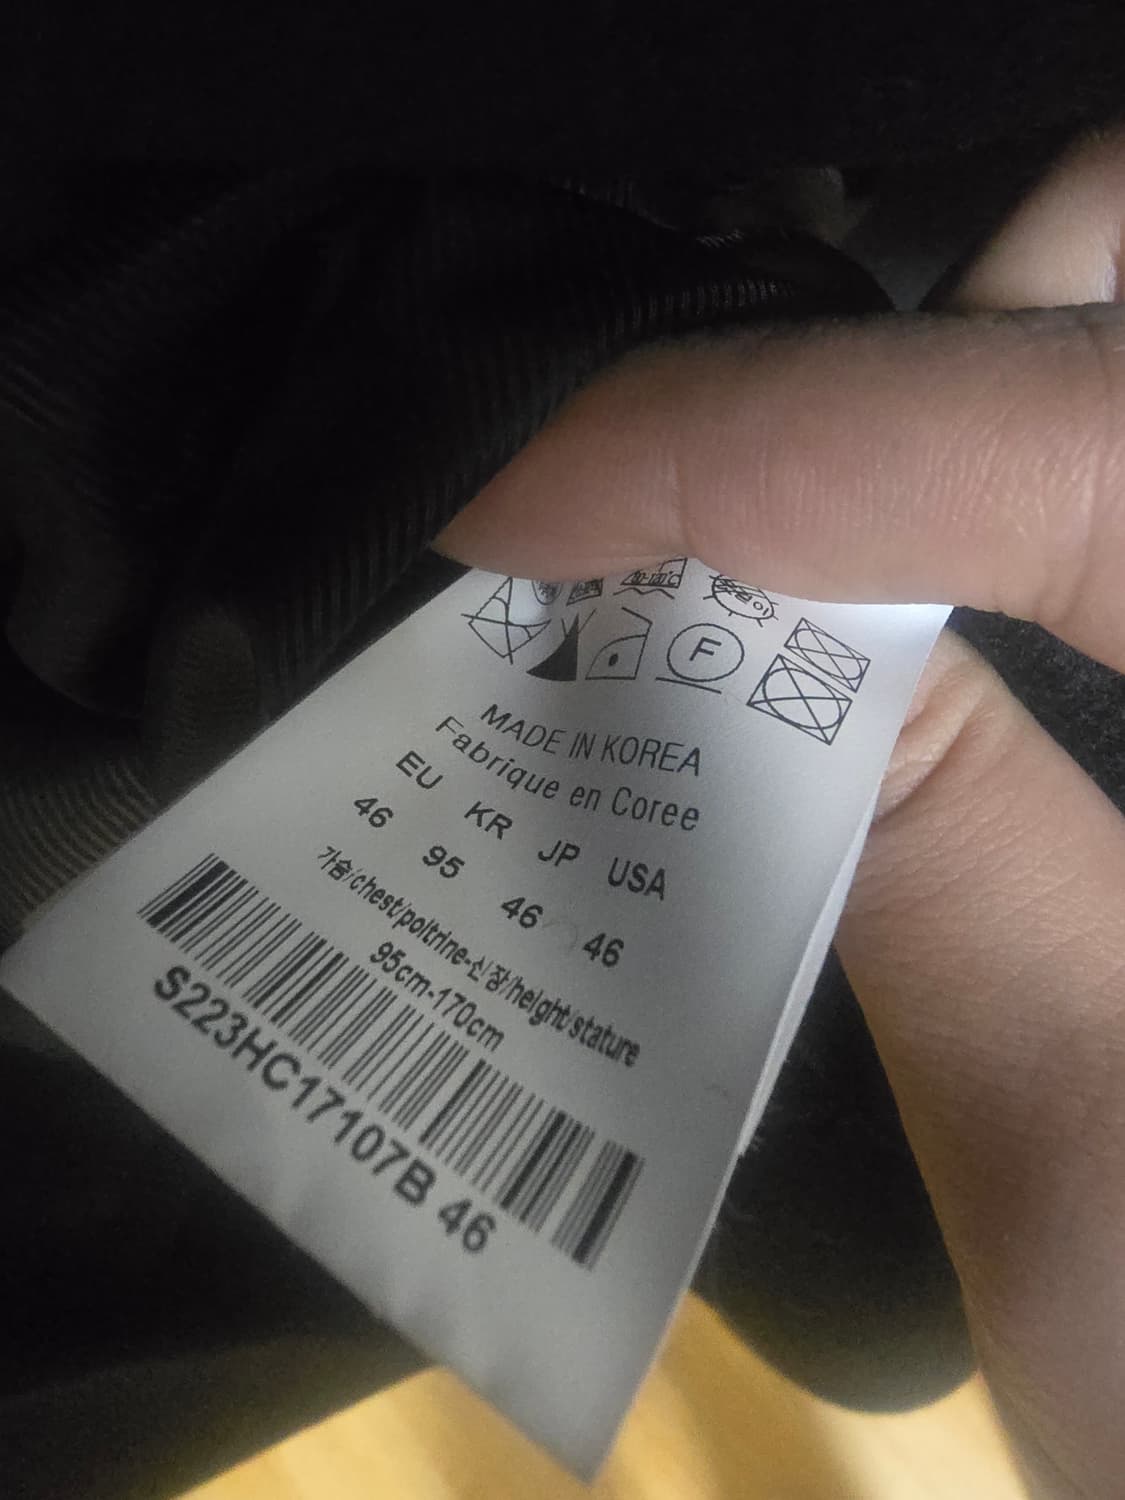 F
MADE IN KOREA
Fabrique en Coree
EU KR JP USA
46 95 46 46
가슴/chest/poitrine-신장/height/stature
95cm-170cm
S223HC17107B 46